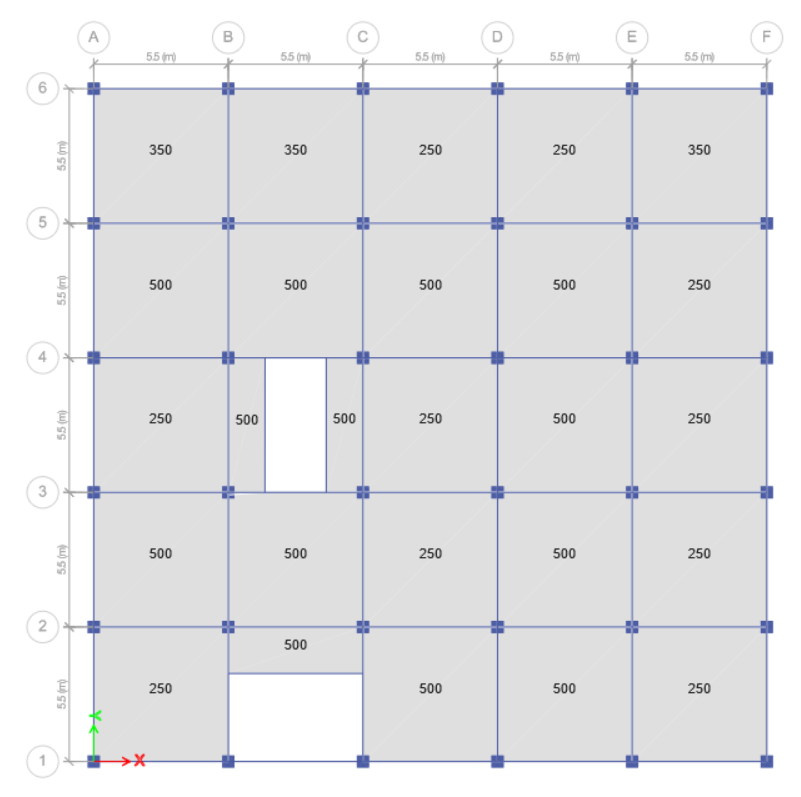 A B C D E F
5.5 (m) 5.5 (m) 5.5 (m) 5.5 (m) 5.5 (m)
6
5.5 (m) 350 350 250 250 350
5
5.5 (m) 500 500 500 500 250
4
5.5 (m) 250 500 500 250 500 250
3
5.5 (m) 500 500 250 500 250
2
500
5.5 (m) 250 500 500 250
Y
1 X